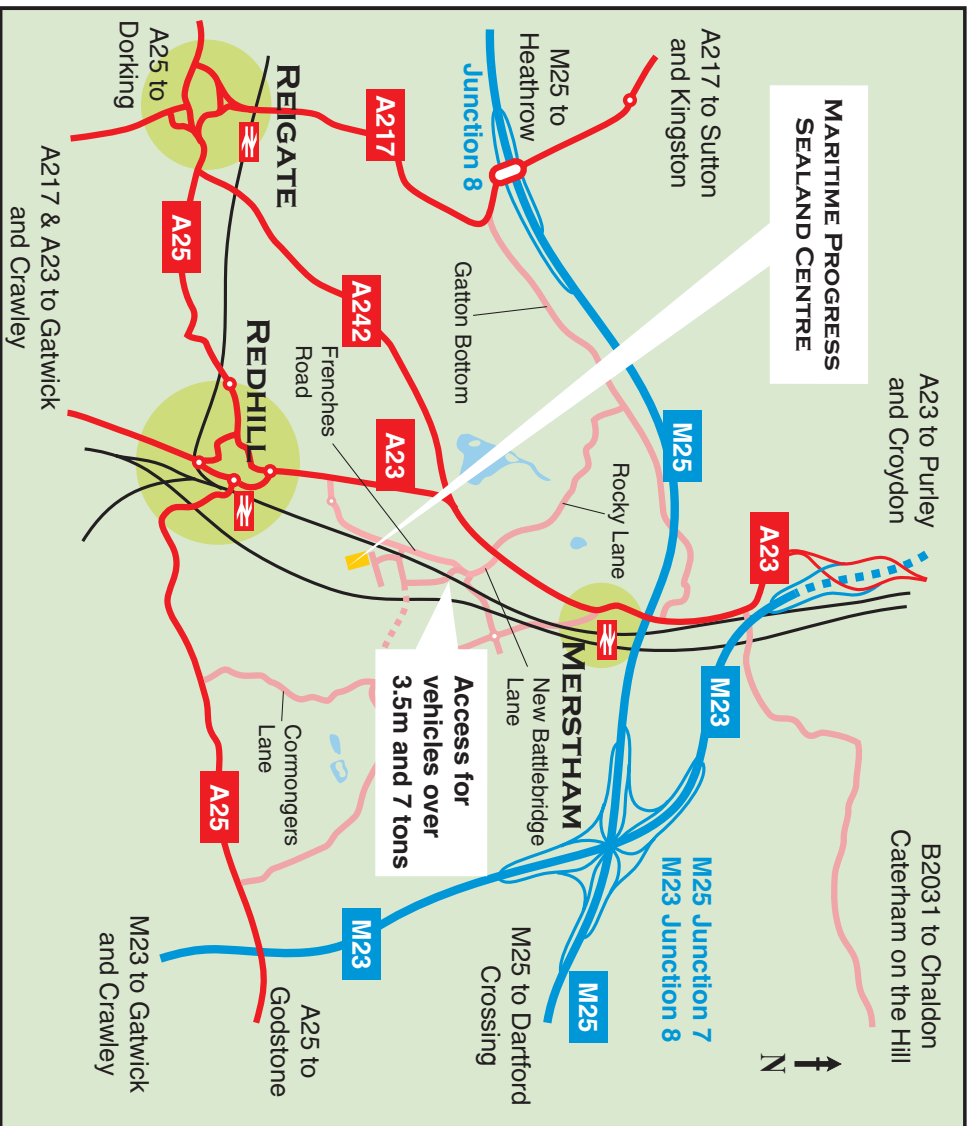 A217 to Sutton
and Kingston
MARITIME PROGRESS
SEALAND CENTRE
A23 to Purley
and Croydon
B2031 to Chaldon
Caterham on the Hill
N
M25 to
Heathrow
Junction 8
M25
A23
M23
M25 Junction 7
M23 Junction 8
M25
M25 to Dartford
Crossing
A217
Gatton Bottom
Rocky Lane
MERSTHAM
New Battlebridge
Lane
REIGATE
A242
A23
Frenches
Road
Access for
vehicles over
3.5m and 7 tons
M23
A25 to
Dorking
A25
REDHILL
Cormongers
Lane
A25
A25 to
Godstone
A217 & A23 to Gatwick
and Crawley
M23 to Gatwick
and Crawley